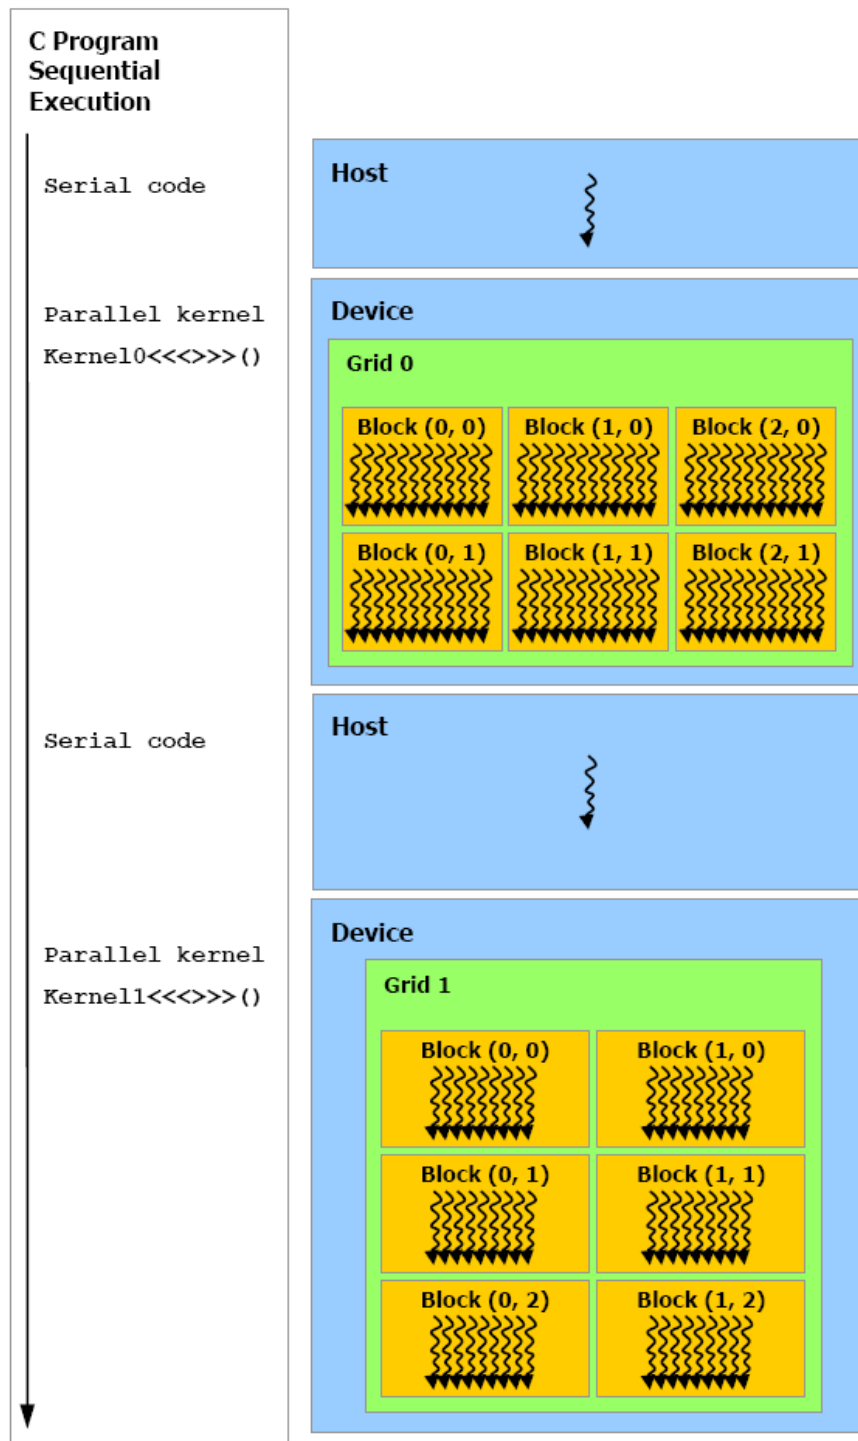 C Program
Sequential
Execution
Serial code
Host
Parallel kernel
Kernel0<<<>>>()
Device
Grid 0
Block (0, 0)
Block (1, 0)
Block (2, 0)
Block (0, 1)
Block (1, 1)
Block (2, 1)
Serial code
Host
Parallel kernel
Kernel1<<<>>>()
Device
Grid 1
Block (0, 0)
Block (1, 0)
Block (0, 1)
Block (1, 1)
Block (0, 2)
Block (1, 2)